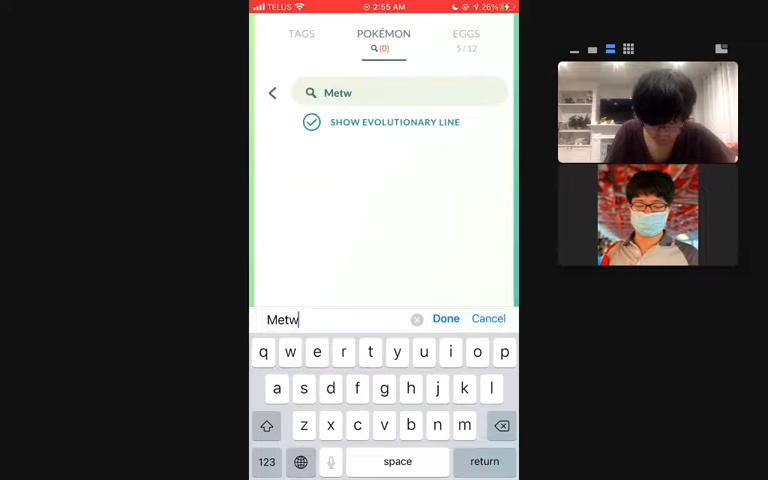 TELUS 2:55 AM 26%
TAGS POKÉMON EGGS
(0) 5 / 12
Metw
SHOW EVOLUTIONARY LINE
Metw Done Cancel
q w e r t y u i o p
a s d f g h j k l
z x c v b n m
123 space return